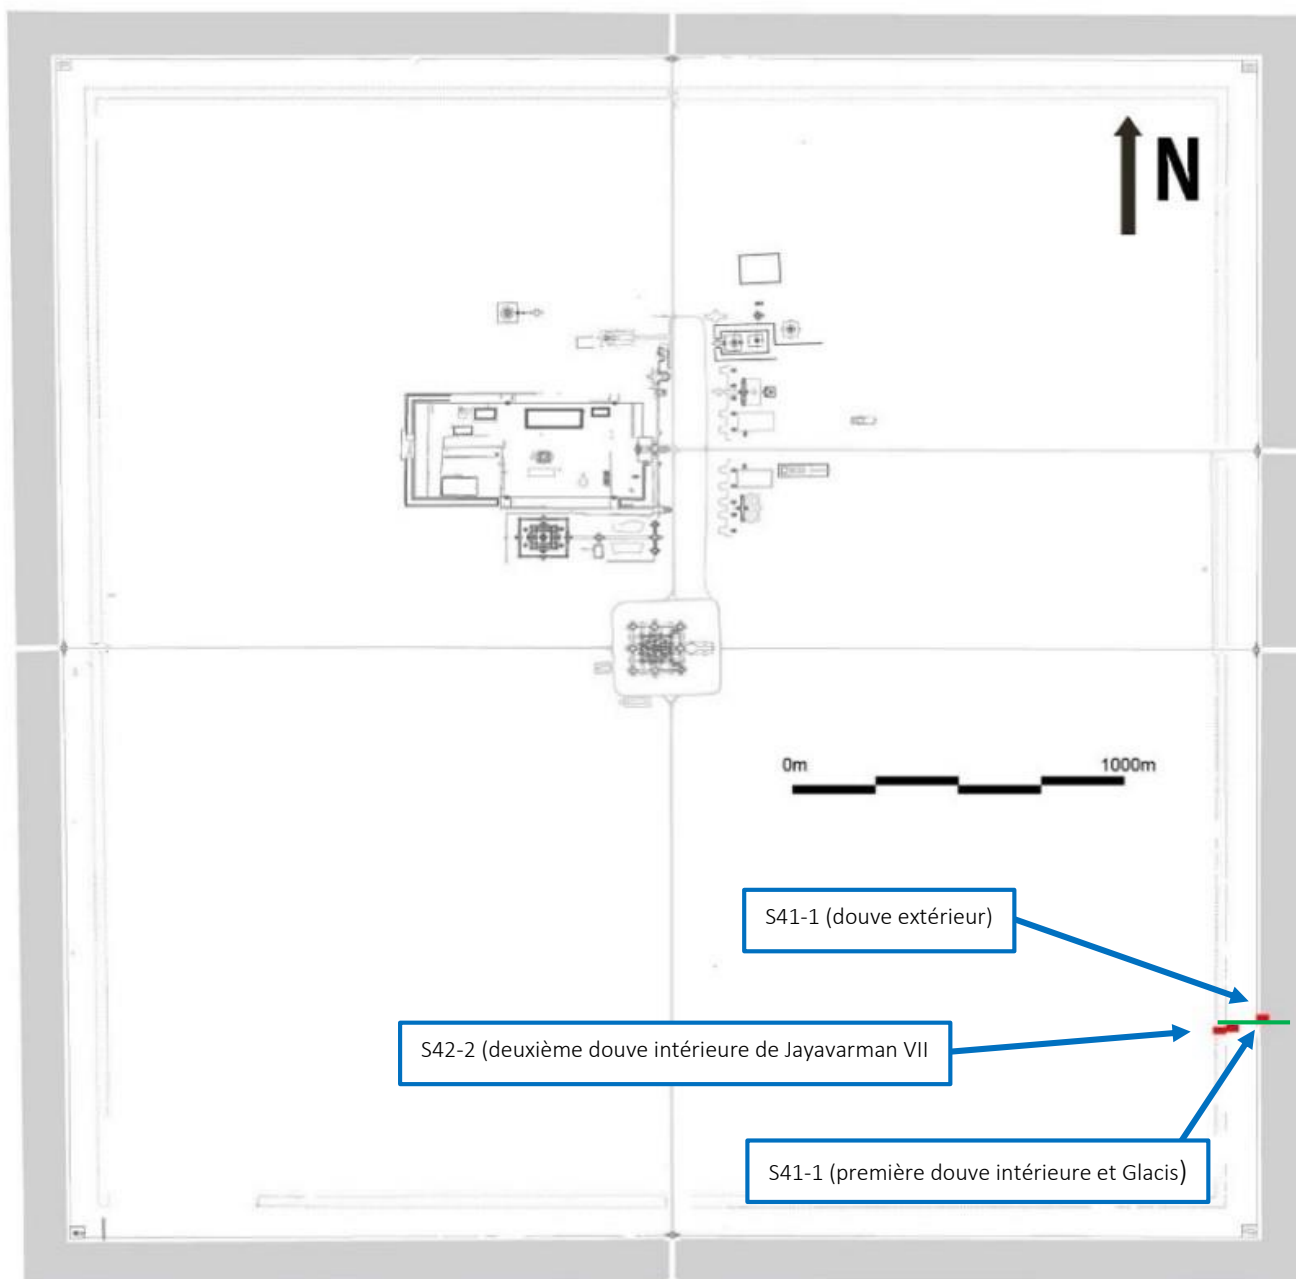 N
0m 1000m
S41-1 (douve extérieur)
S42-2 (deuxième douve intérieure de Jayavarman VII
S41-1 (première douve intérieure et Glacis)